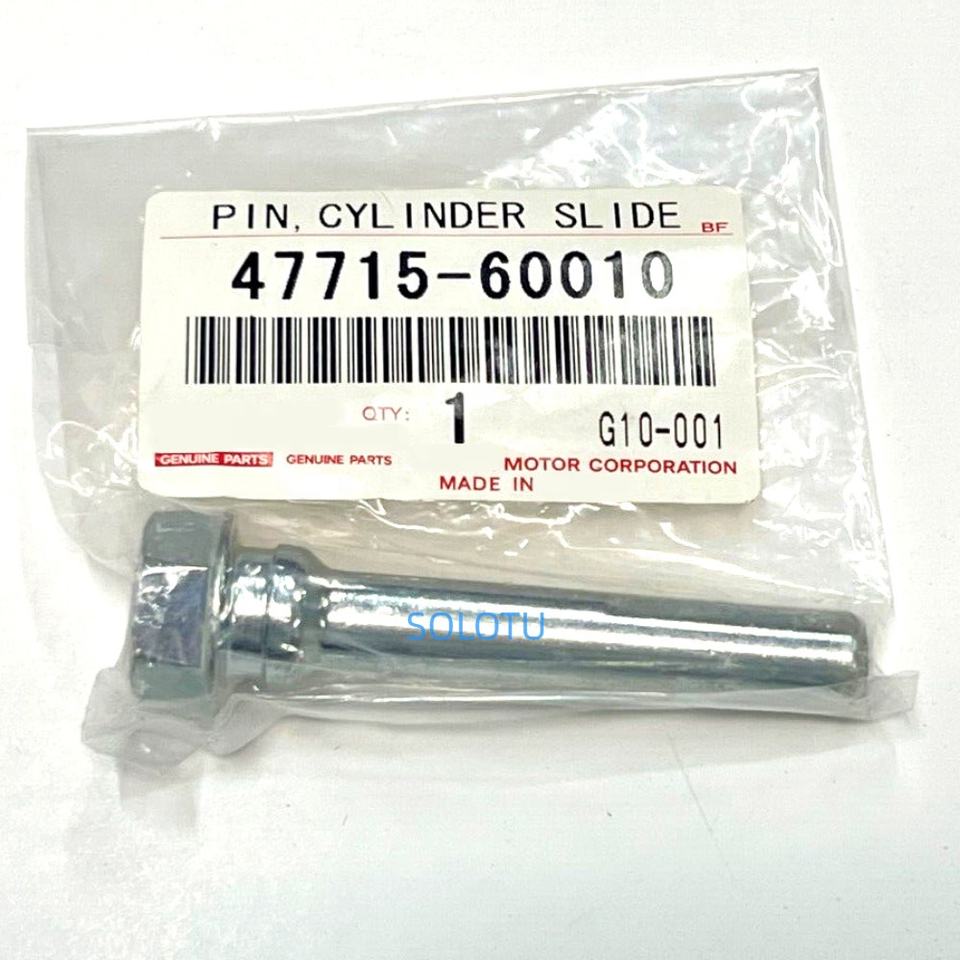 PIN, CYLINDER SLIDE BF
47715-60010
QTY: 1 G10-001
GENUINE PARTS GENUINE PARTS MOTOR CORPORATION
MADE IN
SOLOTU